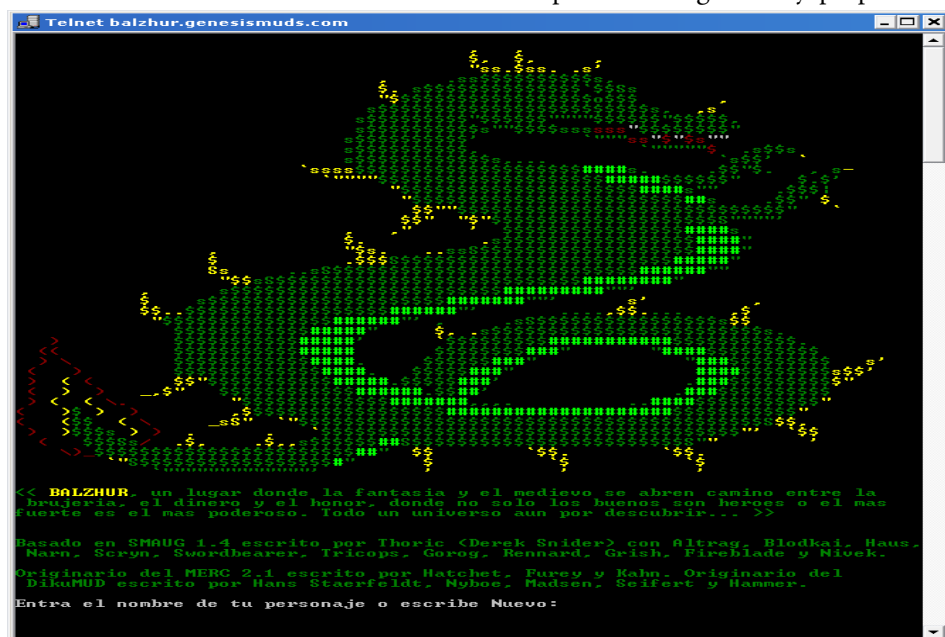 Telnet balzhur.genesismuds.com
<< BALZHUR, un lugar donde la fantasia y el medievo se abren camino entre la
brujeria, el dinero y el honor, donde no solo los buenos son heroes o el mas
fuerte es el mas poderoso. Todo un universo aun por descubrir... >>
Basado en SMAUG 1.4 escrito por Thoric (Derek Snider) con Altrag, Blodkai, Haus,
Narn, Scryn, Swordbearer, Tricops, Gorog, Rennard, Grish, Fireblade y Nivek.
Originario del MERC 2.1 escrito por Hatchet, Furey y Kahn. Originario del
DikuMUD escrito por Hans Staerfeldt, Nyboe, Madsen, Seifert y Hammer.
Entra el nombre de tu personaje o escribe Nuevo: